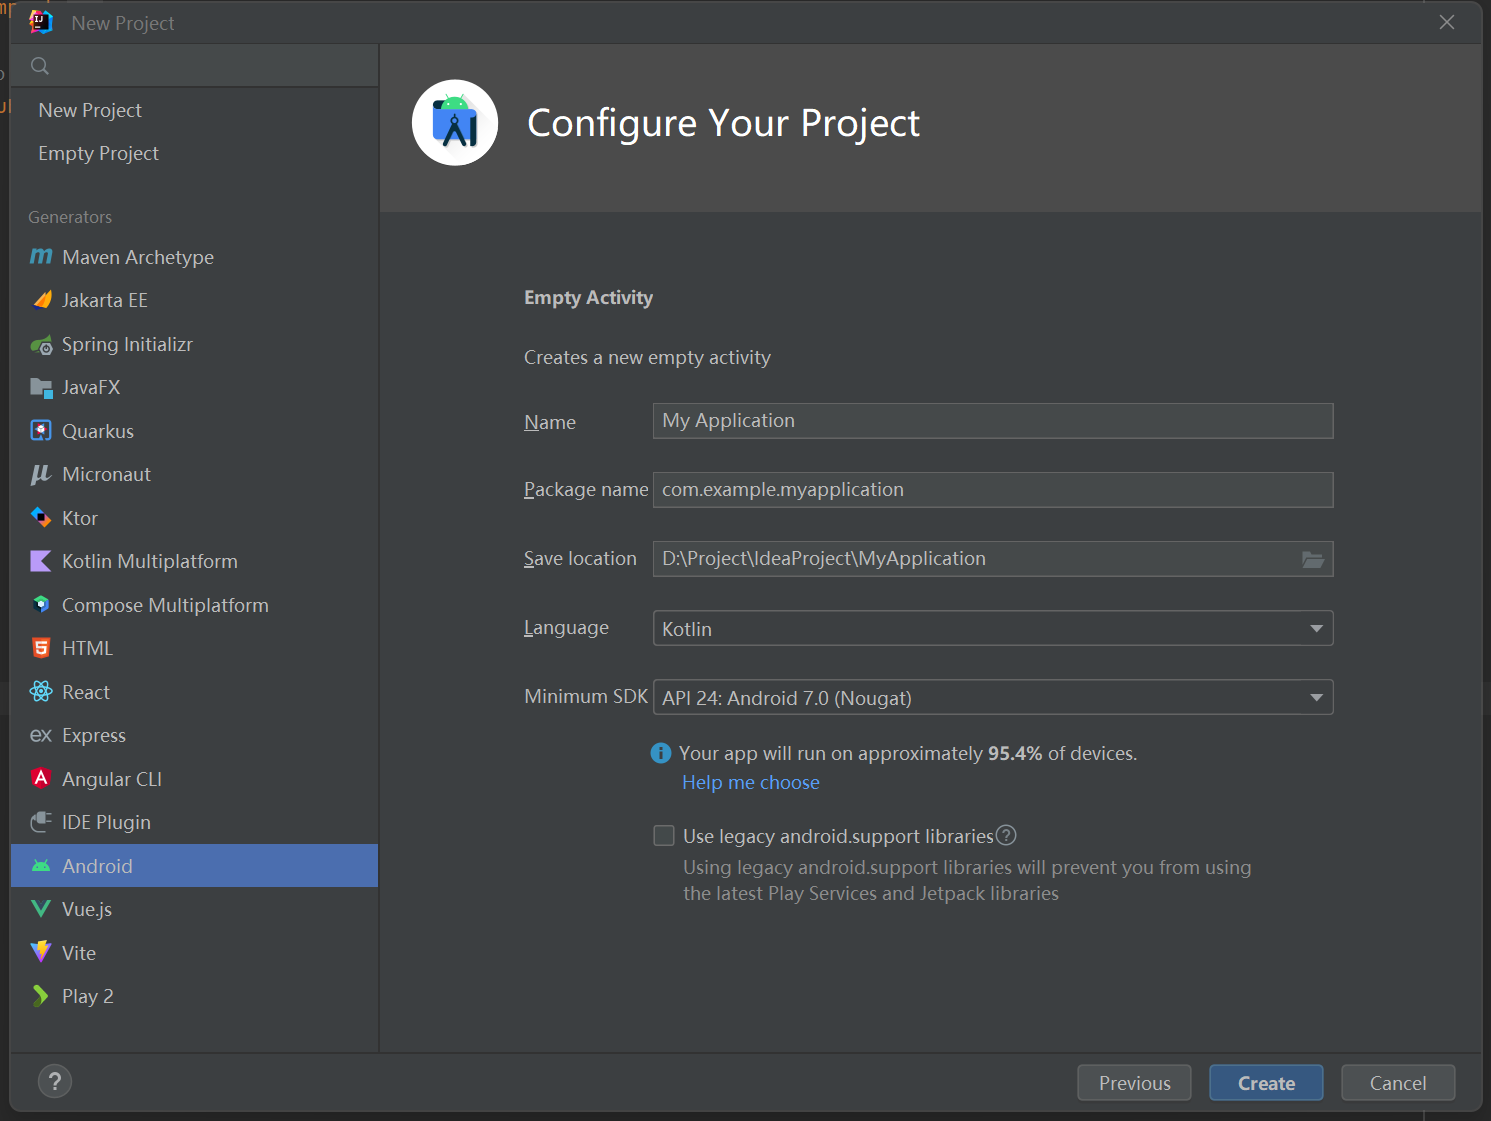 New Project
New Project
Empty Project
Generators
Maven Archetype
Jakarta EE
Spring Initializr
JavaFX
Quarkus
Micronaut
Ktor
Kotlin Multiplatform
Compose Multiplatform
HTML
React
Express
Angular CLI
IDE Plugin
Android
Vue.js
Vite
Play 2
Configure Your Project
Empty Activity
Creates a new empty activity
Name My Application
Package name com.example.myapplication
Save location D:\Project\IdeaProject\MyApplication
Language Kotlin
Minimum SDK API 24: Android 7.0 (Nougat)
Your app will run on approximately 95.4% of devices.
Help me choose
Use legacy android.support libraries
Using legacy android.support libraries will prevent you from using
the latest Play Services and Jetpack libraries
? Previous Create Cancel